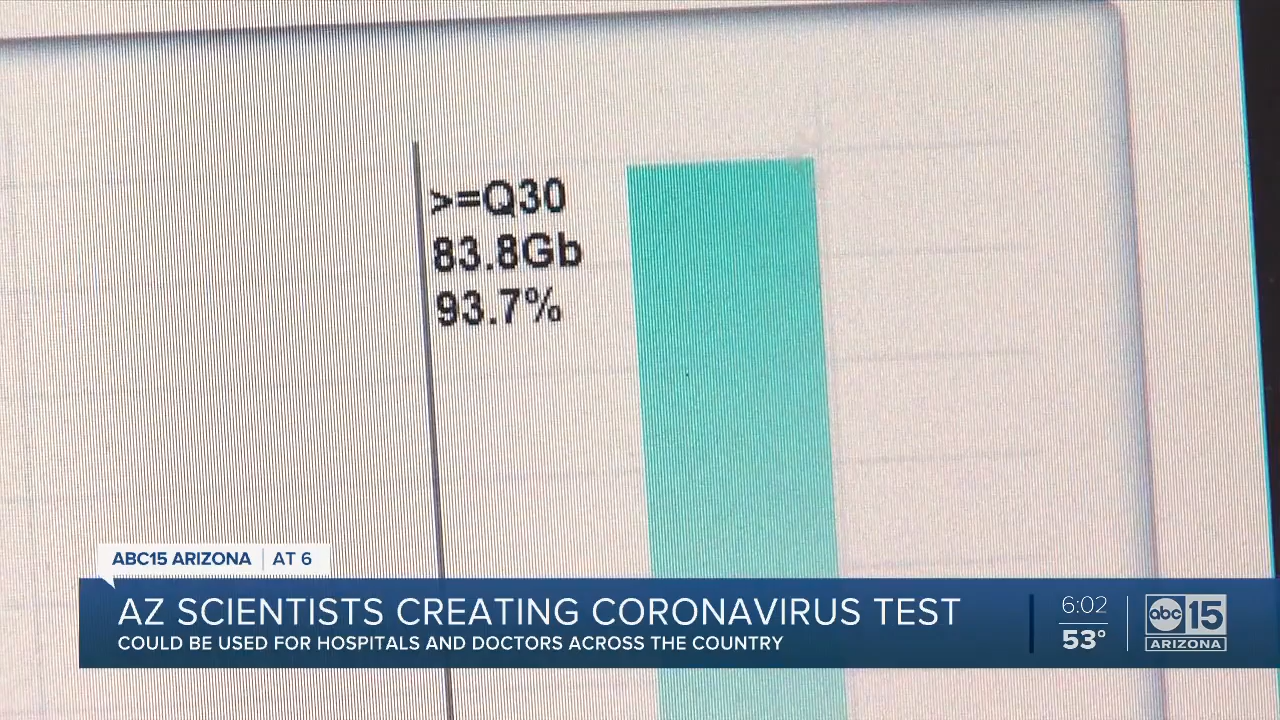 >=Q30
83.8Gb
93.7%
ABC15 ARIZONA AT 6
AZ SCIENTISTS CREATING CORONAVIRUS TEST
COULD BE USED FOR HOSPITALS AND DOCTORS ACROSS THE COUNTRY
6:02
53°
abc 15
ARIZONA